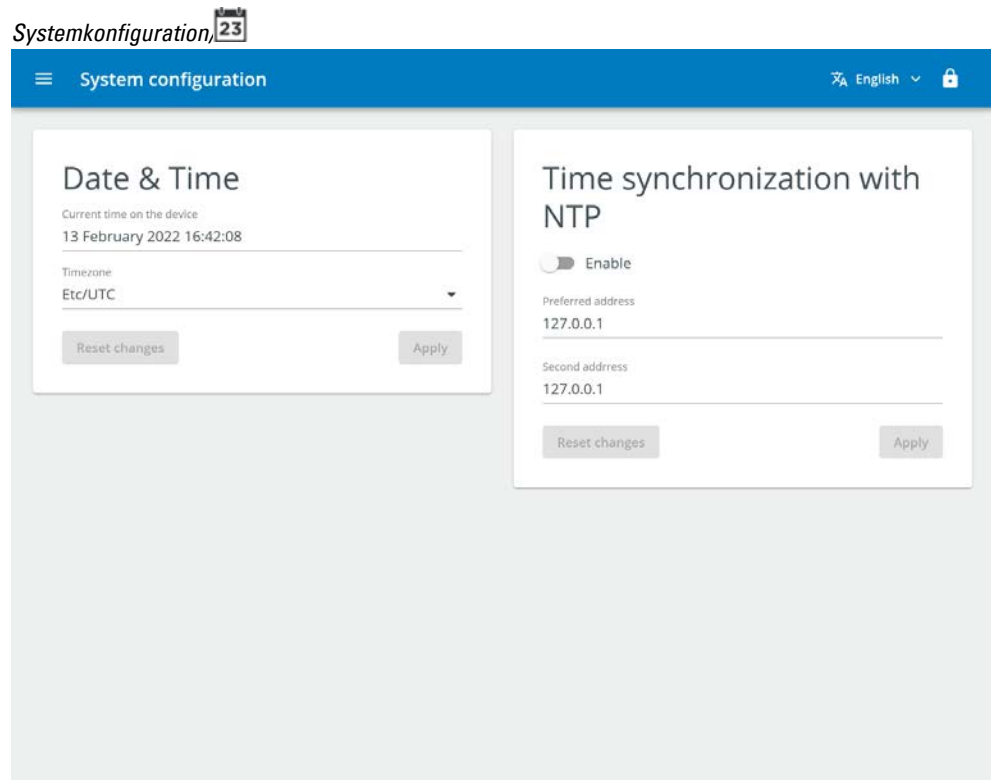 Systemkonfiguration/
23
System configuration
English
Date & Time
Current time on the device
13 February 2022 16:42:08
Timezone
Etc/UTC
Reset changes
Apply
Time synchronization with
NTP
Enable
Preferred address
127.0.0.1
Second addrress
127.0.0.1
Reset changes
Apply